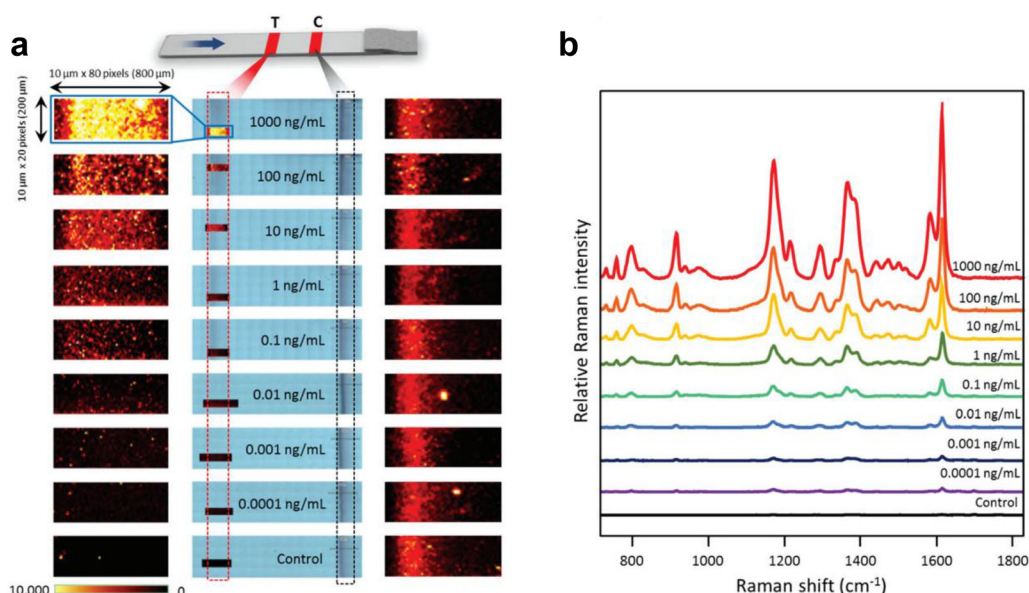 a
T C
10 µm x 80 pixels (800 µm)
10 µm x 20 pixels (200 µm)
1000 ng/mL
100 ng/mL
10 ng/mL
1 ng/mL
0.1 ng/mL
0.01 ng/mL
0.001 ng/mL
0.0001 ng/mL
Control
10,000 0
b
Relative Raman intensity
1000 ng/mL
100 ng/mL
10 ng/mL
1 ng/mL
0.1 ng/mL
0.01 ng/mL
0.001 ng/mL
0.0001 ng/mL
Control
800 1000 1200 1400 1600 1800
Raman shift (cm⁻¹)